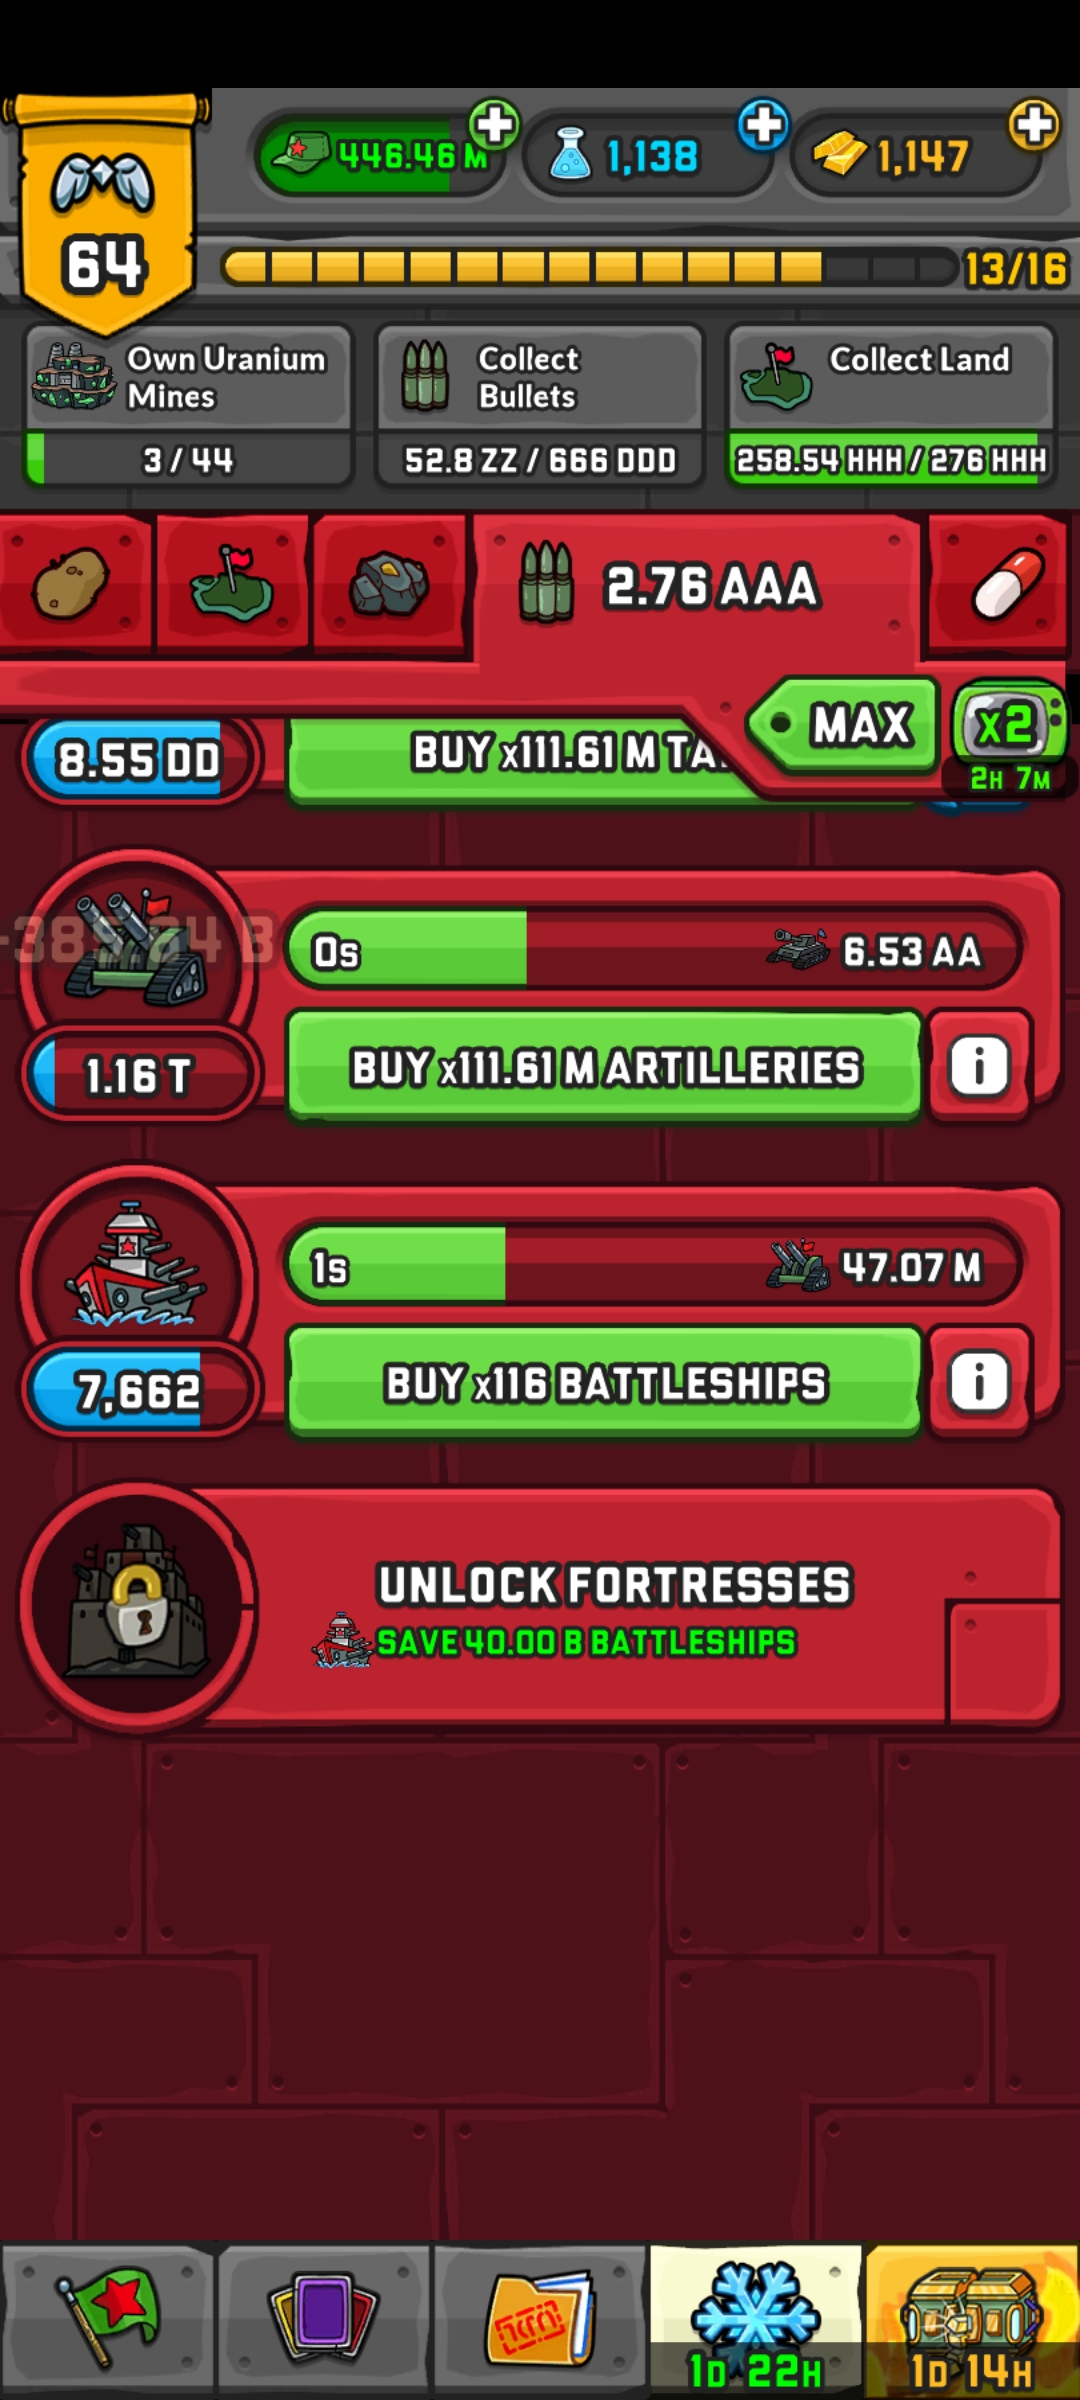 446.46 M
1,138
1,147
64
13/16
Own Uranium
Mines
3 / 44
Collect
Bullets
52.8 ZZ / 666 DDD
Collect Land
258.54 HHH / 276 HHH
2.76 AAA
MAX
x2
2H 7M
8.55 DD
BUY x111.61 M TA
0s
6.53 AA
1.16 T
BUY x111.61 M ARTILLERIES
i
1s
47.07 M
7,662
BUY x116 BATTLESHIPS
i
UNLOCK FORTRESSES
SAVE 40.00 B BATTLESHIPS
1D 22H
1D 14H